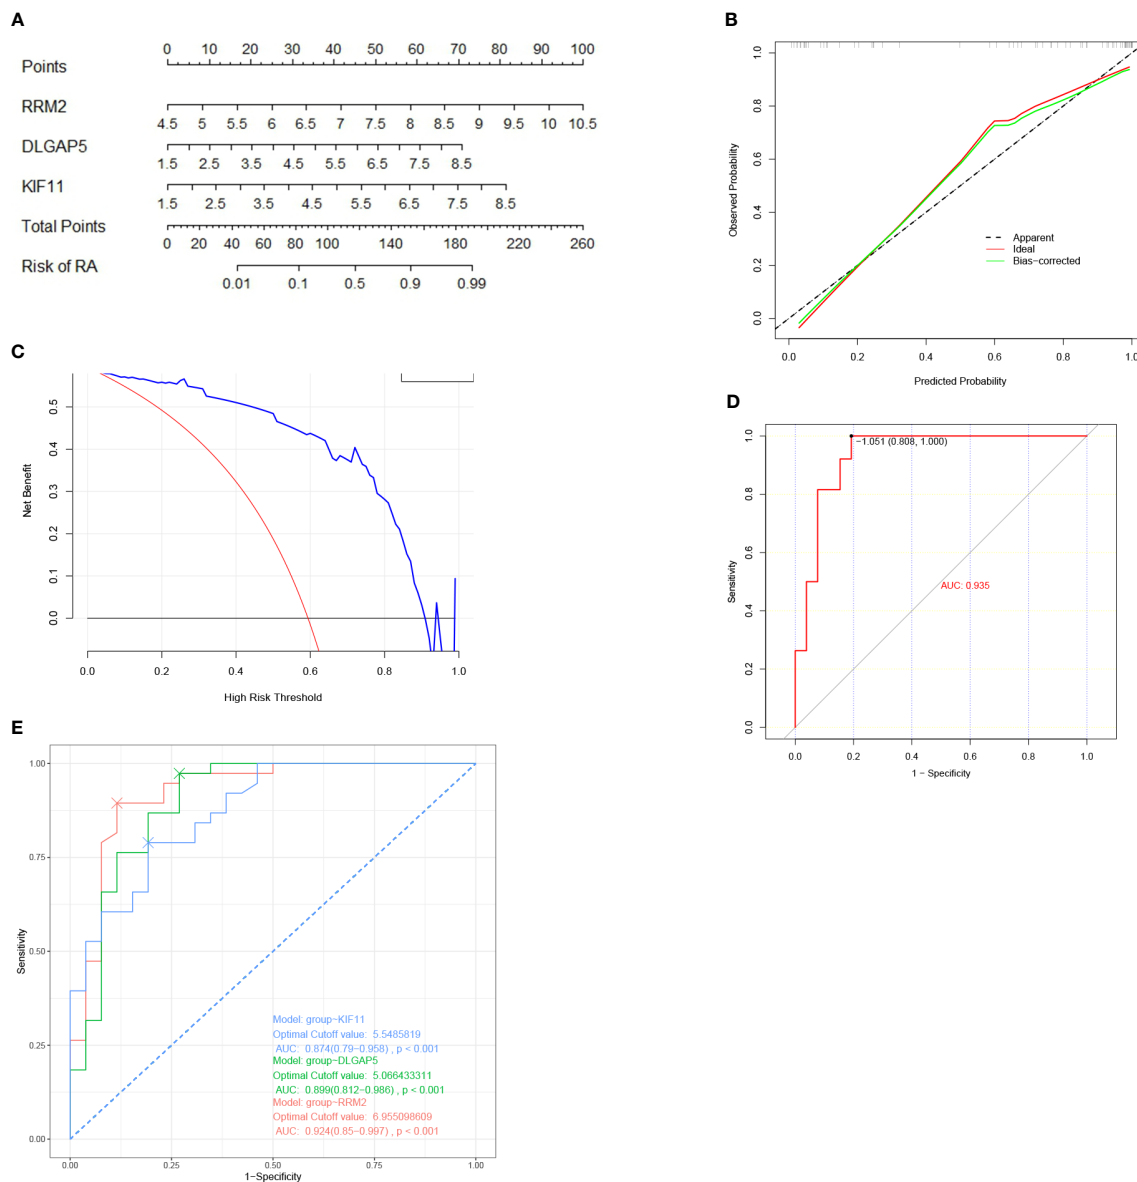 A
0 10 20 30 40 50 60 70 80 90 100
Points
RRM2
4.5 5 5.5 6 6.5 7 7.5 8 8.5 9 9.5 10 10.5
DLGAP5
1.5 2.5 3.5 4.5 5.5 6.5 7.5 8.5
KIF11
1.5 2.5 3.5 4.5 5.5 6.5 7.5 8.5
Total Points
0 20 40 60 80 100 140 180 220 260
Risk of RA
0.01 0.1 0.5 0.9 0.99
B
1.0
0.8
0.6
0.4
0.2
0.0
Observed Probability
Apparent
Ideal
Bias−corrected
0.0 0.2 0.4 0.6 0.8 1.0
Predicted Probability
C
0.5
0.4
0.3
0.2
0.1
0.0
Net Benefit
0.0 0.2 0.4 0.6 0.8 1.0
High Risk Threshold
D
1.0
0.8
0.6
0.4
0.2
0.0
Sensitivity
−1.051 (0.808, 1.000)
AUC: 0.935
0.0 0.2 0.4 0.6 0.8 1.0
1 − Specificity
E
1.00
0.75
0.50
0.25
0.00
Sensitivity
Model: group~KIF11
Optimal Cutoff value: 5.5485819
AUC: 0.874(0.79−0.958) , p < 0.001
Model: group~DLGAP5
Optimal Cutoff value: 5.066433311
AUC: 0.899(0.812−0.986) , p < 0.001
Model: group~RRM2
Optimal Cutoff value: 6.955098609
AUC: 0.924(0.85−0.997) , p < 0.001
0.00 0.25 0.50 0.75 1.00
1−Specificity